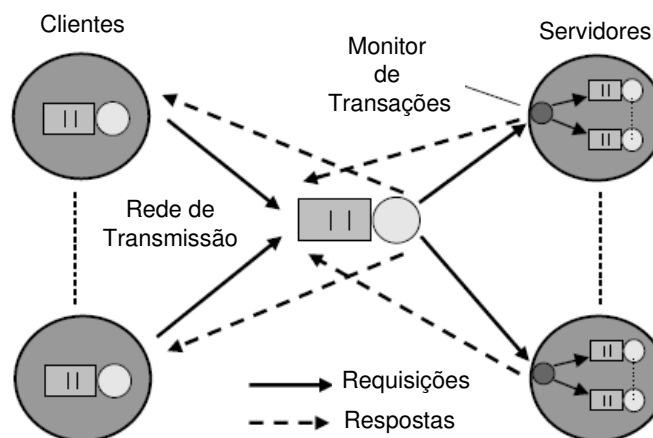 Clientes
Monitor
de
Transações
Servidores
Rede de
Transmissão
Requisições
Respostas